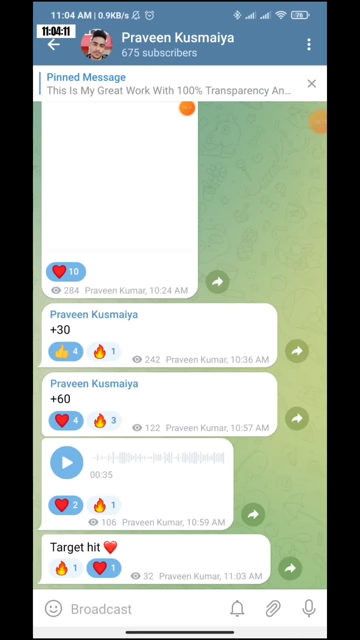 11:04 AM | 0.9KB/s
76
11:04:11
Praveen Kusmaiya
675 subscribers
Pinned Message
This Is My Great Work With 100% Transparency An...
10
284 Praveen Kumar, 10:24 AM
Praveen Kusmaiya
+30
4 1
242 Praveen Kumar, 10:36 AM
Praveen Kusmaiya
+60
4 3
122 Praveen Kumar, 10:57 AM
00:35
2 1
106 Praveen Kumar, 10:59 AM
Target hit ❤️
1 1
32 Praveen Kumar, 11:03 AM
Broadcast